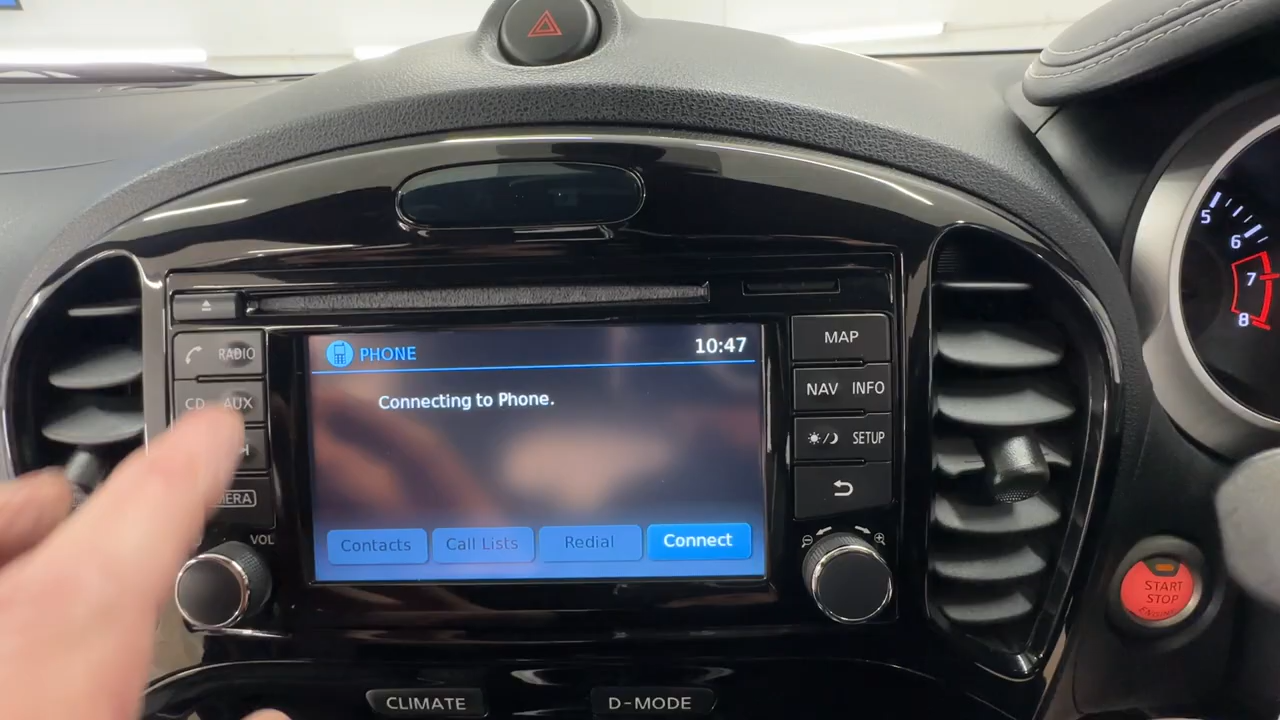 PHONE
10:47
Connecting to Phone.
Contacts
Call Lists
Redial
Connect
RADIO
CD AUX
VOL
MAP
NAV INFO
SETUP
CLIMATE
D-MODE
START
STOP
ENGINE
5
6
7
8